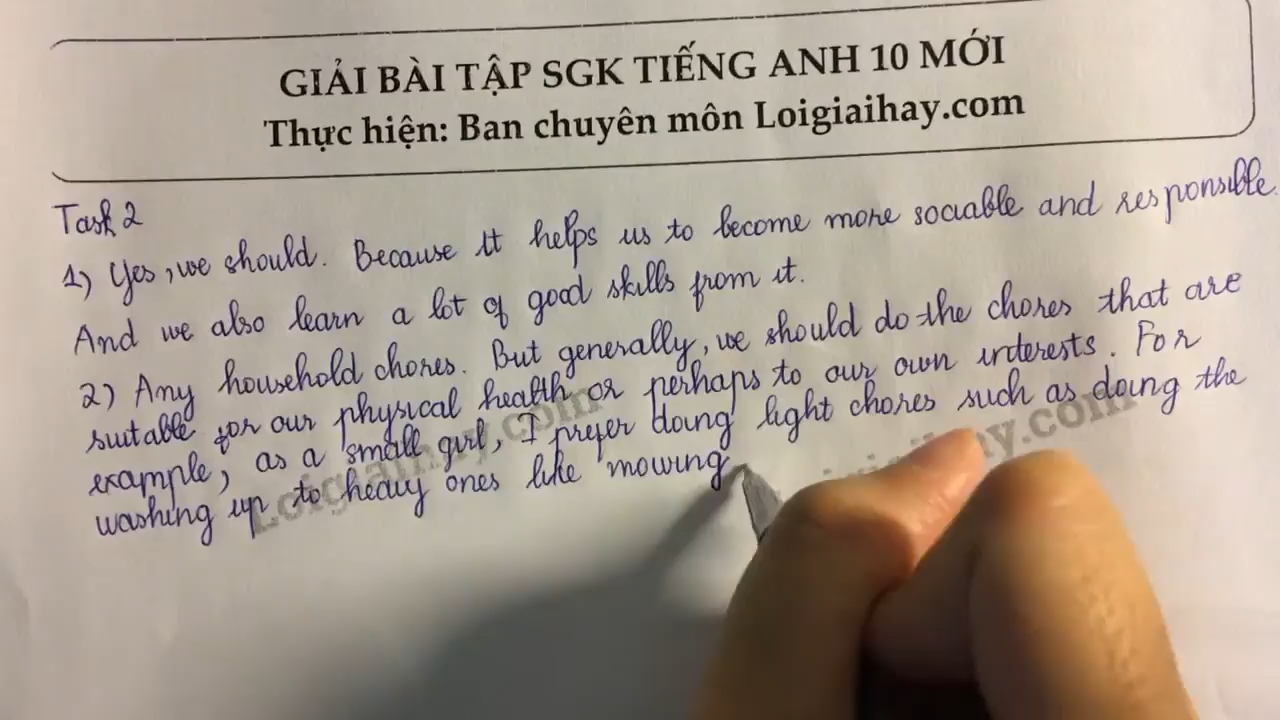 GIẢI BÀI TẬP SGK TIẾNG ANH 10 MỚI
Thực hiện: Ban chuyên môn Loigiaihay.com
Task 2
1) Yes, we should. Because it helps us to become more sociable and responsible.
And we also learn a lot of good skills from it.
2) Any household chores. But generally, we should do the chores that are
suitable for our physical health or perhaps to our own interests. For
example, as a small girl, I prefer doing light chores such as doing the
washing up to heavy ones like mowing
Loigiaihay.com
Loigiaihay.com